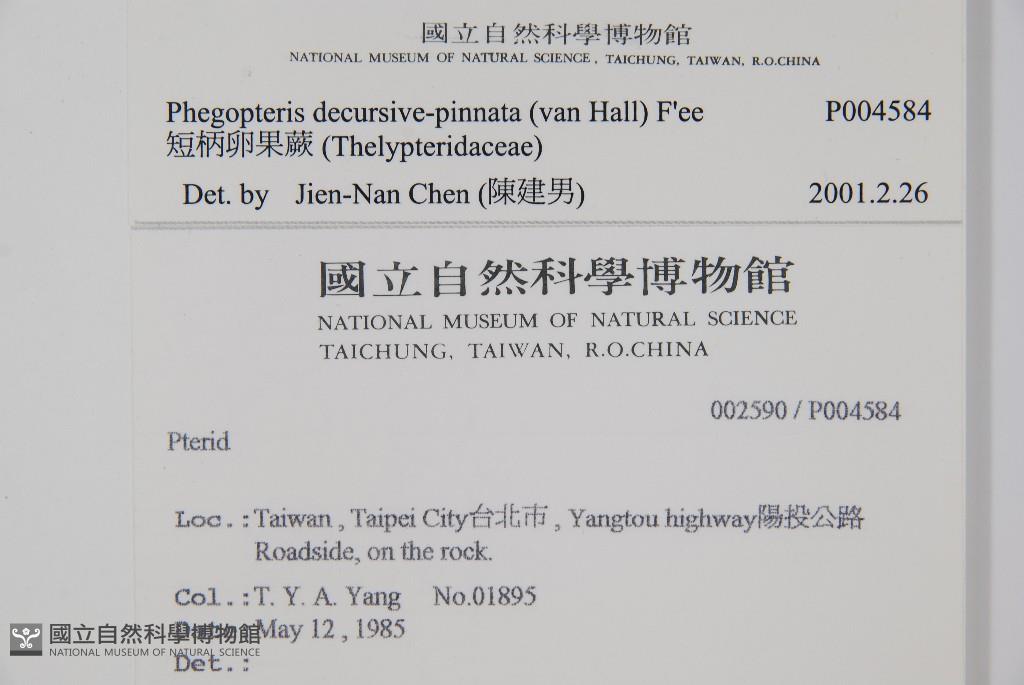 國立自然科學博物館
NATIONAL MUSEUM OF NATURAL SCIENCE, TAICHUNG, TAIWAN, R.O.CHINA
Phegopteris decursive-pinnata (van Hall) F'ee P004584
短柄卵果蕨 (Thelypteridaceae)
Det. by Jien-Nan Chen (陳建男) 2001.2.26
國立自然科學博物館
NATIONAL MUSEUM OF NATURAL SCIENCE
TAICHUNG, TAIWAN, R.O.CHINA
002590 / P004584
Pterid
Loc.:Taiwan , Taipei City台北市 , Yangtou highway陽投公路
Roadside, on the rock.
Col.:T. Y. A. Yang No.01895
May 12 , 1985
國立自然科學博物館
NATIONAL MUSEUM OF NATURAL SCIENCE
Det.: